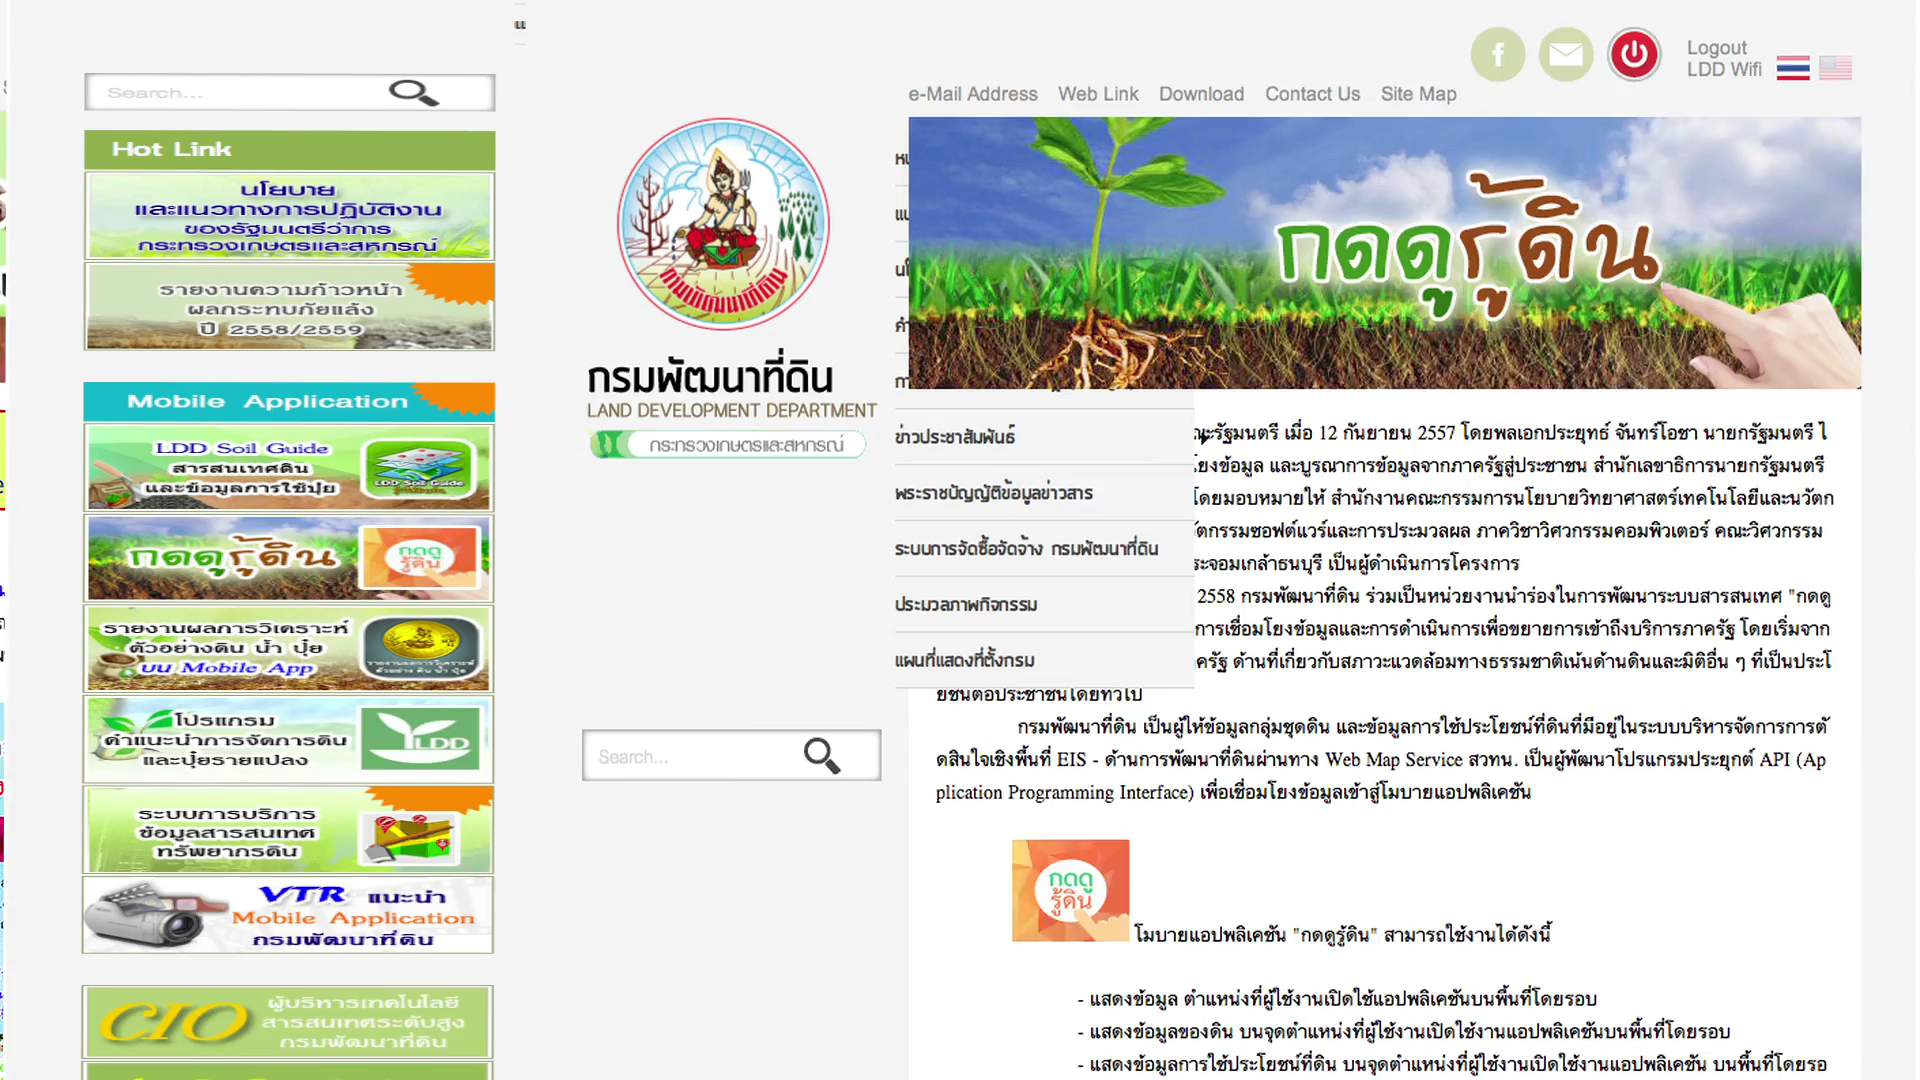 Search...
Hot Link
นโยบาย
และแนวทางการปฏิบัติงาน
ของรัฐมนตรีว่าการ
กระทรวงเกษตรและสหกรณ์
รายงานความก้าวหน้า
ผลกระทบภัยแล้ง
ปี 2558/2559
Mobile Application
LDD Soil Guide
สารสนเทศดิน
และข้อมูลการใช้ปุ๋ย
LDD Soil Guide
กดดูรู้ดิน
กดดู
รู้ดิน
รายงานผลการวิเคราะห์
ตัวอย่างดิน น้ำ ปุ๋ย
บน Mobile App
โปรแกรม
คำแนะนำการจัดการดิน
และปุ๋ยรายแปลง
LDD
ระบบการบริการ
ข้อมูลสารสนเทศ
ทรัพยากรดิน
VTR แนะนำ
Mobile Application
กรมพัฒนาที่ดิน
CIO
ผู้บริหารเทคโนโลยี
สารสนเทศระดับสูง
กรมพัฒนาที่ดิน
กรมพัฒนาที่ดิน
กรมพัฒนาที่ดิน
LAND DEVELOPMENT DEPARTMENT
กระทรวงเกษตรและสหกรณ์
Search...
Logout
LDD Wifi
e-Mail Address Web Link Download Contact Us Site Map
กดดูรู้ดิน
ข่าวประชาสัมพันธ์
พระราชบัญญัติข้อมูลข่าวสาร
ระบบการจัดซื้อจัดจ้าง กรมพัฒนาที่ดิน
ประมวลภาพกิจกรรม
แผนที่แสดงที่ตั้งกรม
ณะรัฐมนตรี เมื่อ 12 กันยายน 2557 โดยพลเอกประยุทธ์ จันทร์โอชา นายกรัฐมนตรี ไ
โยงข้อมูล และบูรณาการข้อมูลจากภาครัฐสู่ประชาชน สำนักเลขาธิการนายกรัฐมนตรี
โดยมอบหมายให้ สำนักงานคณะกรรมการนโยบายวิทยาศาสตร์เทคโนโลยีและนวัตก
วัตกรรมซอฟต์แวร์และการประมวลผล ภาควิชาวิศวกรรมคอมพิวเตอร์ คณะวิศวกรรม
ระจอมเกล้าธนบุรี เป็นผู้ดำเนินการโครงการ
2558 กรมพัฒนาที่ดิน ร่วมเป็นหน่วยงานนำร่องในการพัฒนาระบบสารสนเทศ "กดดู
การเชื่อมโยงข้อมูลและการดำเนินการเพื่อขยายการเข้าถึงบริการภาครัฐ โดยเริ่มจาก
ครัฐ ด้านที่เกี่ยวกับสภาวะแวดล้อมทางธรรมชาติเน้นด้านดินและมิติอื่น ๆ ที่เป็นประโ
ยชน์ต่อประชาชนโดยทั่วไป
กรมพัฒนาที่ดิน เป็นผู้ให้ข้อมูลกลุ่มชุดดิน และข้อมูลการใช้ประโยชน์ที่ดินที่มีอยู่ในระบบบริหารจัดการการตั
ดสินใจเชิงพื้นที่ EIS - ด้านการพัฒนาที่ดินผ่านทาง Web Map Service สวทน. เป็นผู้พัฒนาโปรแกรมประยุกต์ API (Ap
plication Programming Interface) เพื่อเชื่อมโยงข้อมูลเข้าสู่โมบายแอปพลิเคชัน
กดดู
รู้ดิน
โมบายแอปพลิเคชัน "กดดูรู้ดิน" สามารถใช้งานได้ดังนี้
- แสดงข้อมูล ตำแหน่งที่ผู้ใช้งานเปิดใช้แอปพลิเคชันบนพื้นที่โดยรอบ
- แสดงข้อมูลของดิน บนจุดตำแหน่งที่ผู้ใช้งานเปิดใช้งานแอปพลิเคชันบนพื้นที่โดยรอบ
- แสดงข้อมูลการใช้ประโยชน์ที่ดิน บนจุดตำแหน่งที่ผู้ใช้งานเปิดใช้งานแอปพลิเคชัน บนพื้นที่โดยรอ